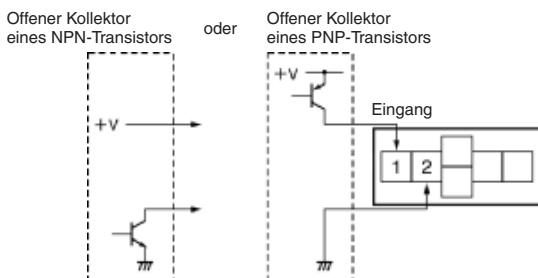 Offener Kollektor
eines NPN-Transistors
oder
Offener Kollektor
eines PNP-Transistors
+V
+V
Eingang
1 2